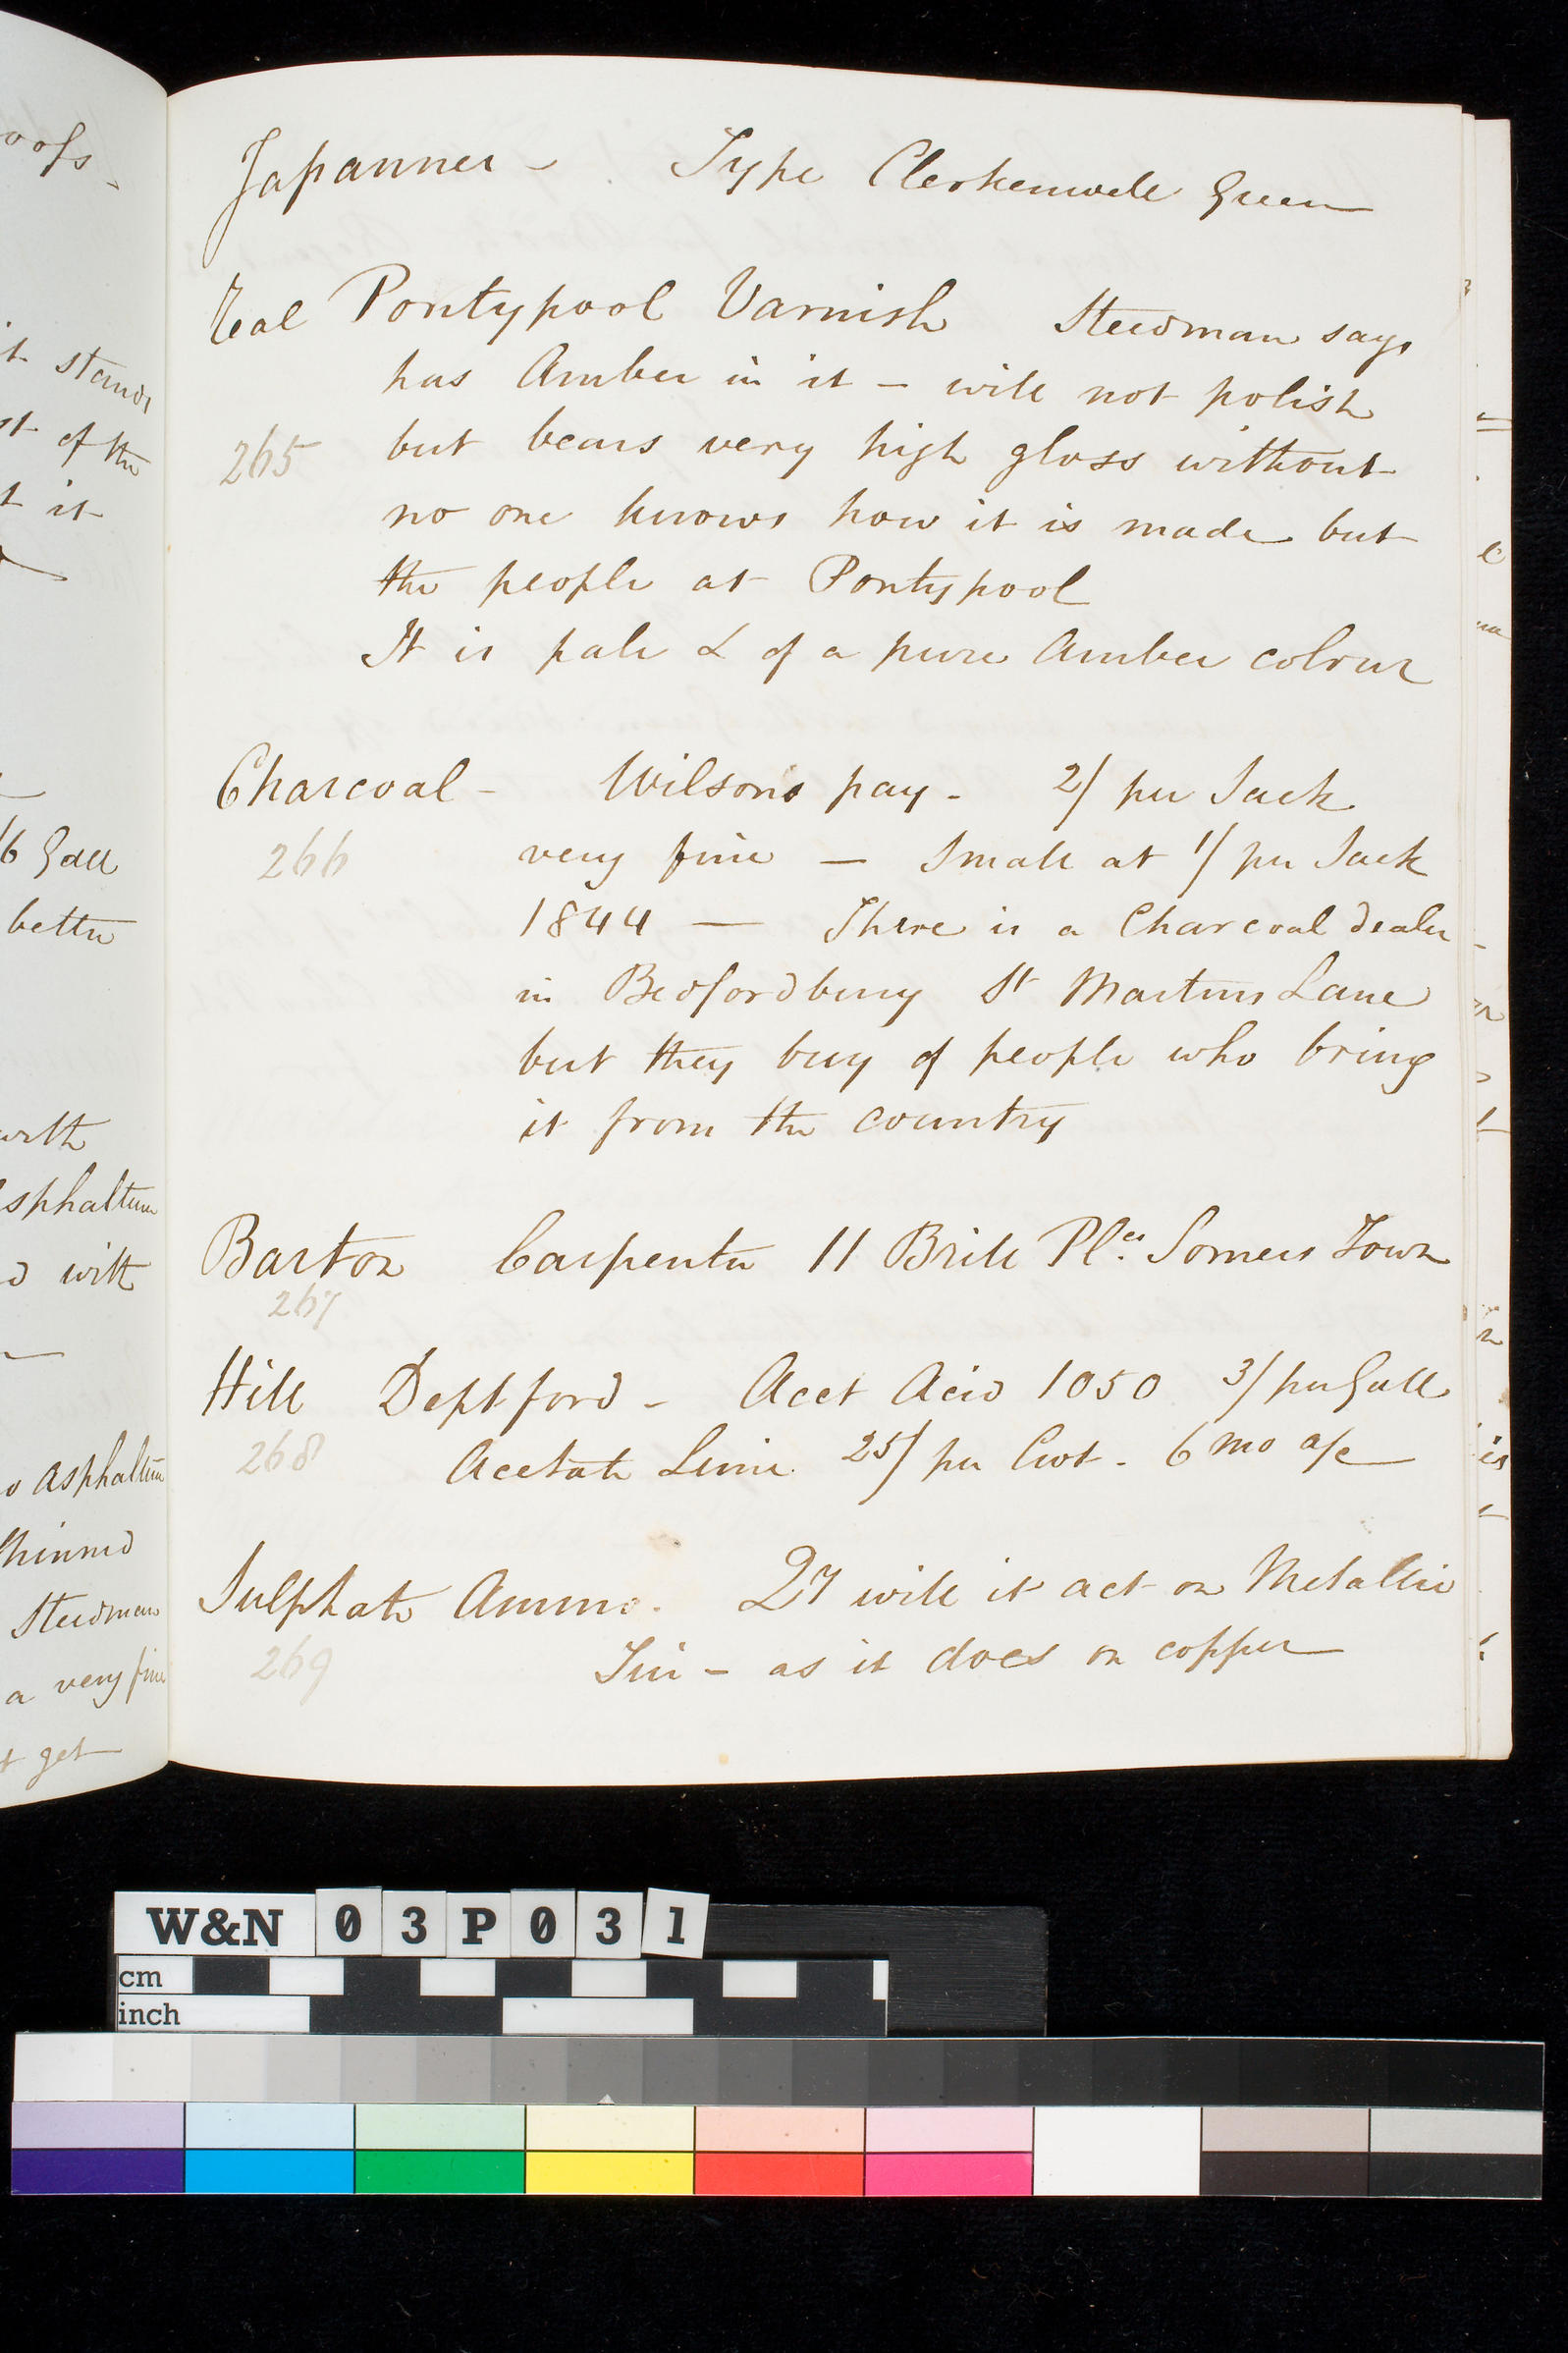 oofs
it stands
st of the
t it
16 Gall
better
with
sphaltum
d with
o asphaltum
thinned
Steedman
a very fine
t get
Japanner - Type Clerkenwell Green
Real Pontypool Varnish Steedman says
has Amber in it - will not polish
265 but bears very high gloss without
no one knows how it is made but
the people at Pontypool
It is pale & of a pure Amber colour
Charcoal - Wilsons pay - 2/ per Sack
266 very fine - Small at 1/ per Sack
1844 - There is a Charcoal dealer
in Bedfordbury St Martins Lane
but they buy of people who bring
it from the country
Barton Carpenter 11 Brill Plce. Somers Town
267
Hill Deptford - Acet Acid 1050 3/ per Gall
268 Acetate Lime 25/ per Cwt - 6 mo a/c
Sulphate Ammo. Qy will it act on Metallic
269 Tin - as it does on copper
is
W&N 03P031
cm
inch